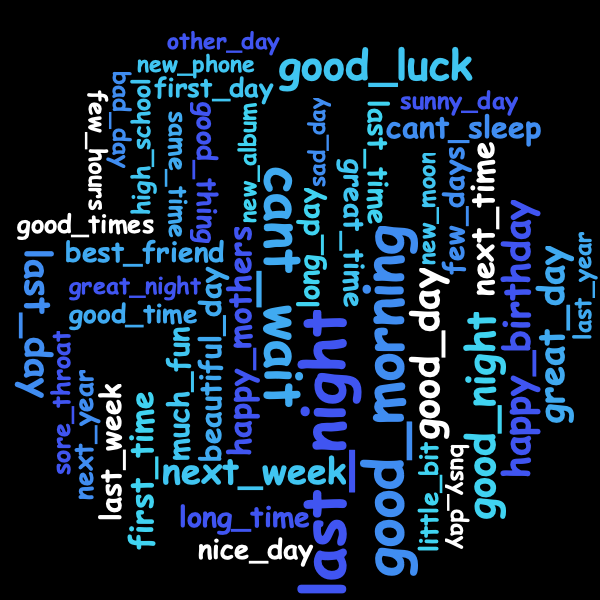 other_day
new_phone
good_luck
first_day
bad_day
few_hours
high_school
same_time
good_thing
new_album
sad_day
last_time
sunny_day
cant_sleep
great_time
new_moon
few_days
next_time
good_times
best_friend
cant_wait
long_day
last_day
great_night
good_time
beautiful_day
happy_mothers
last_night
good_morning
good_day
good_night
happy_birthday
great_day
last_year
sore_throat
next_year
last_week
first_time
much_fun
next_week
little_bit
busy_day
long_time
nice_day